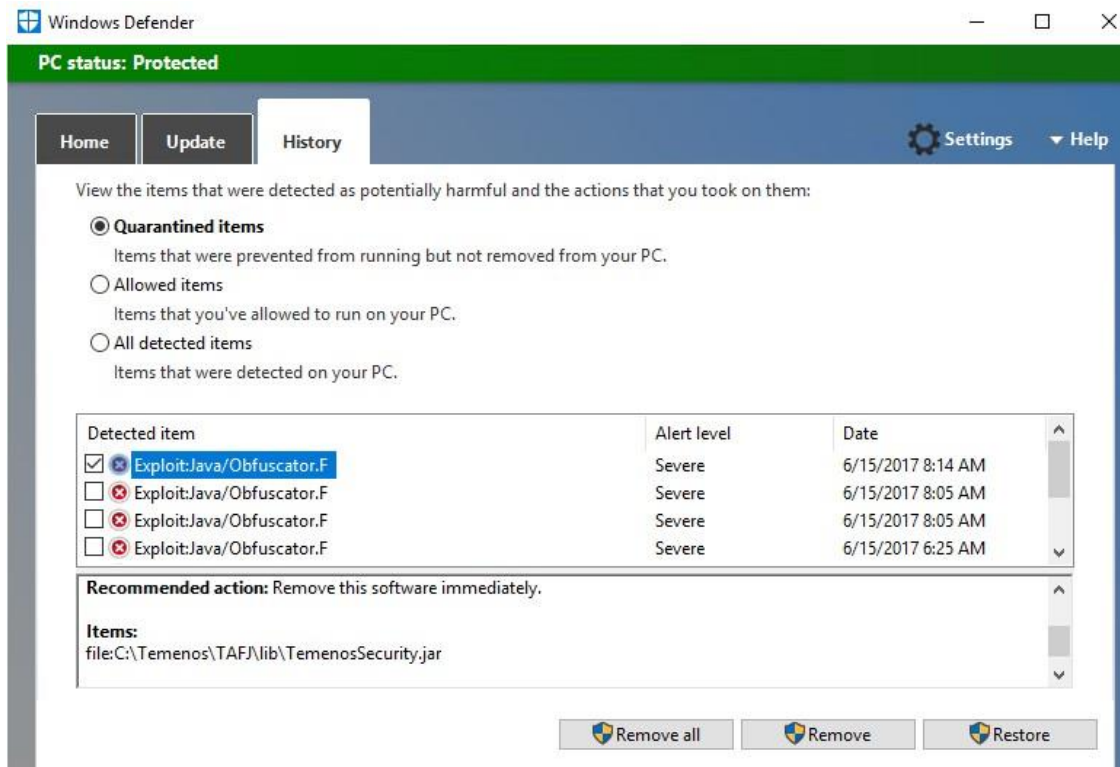 Windows Defender
PC status: Protected
Home Update History Settings Help
View the items that were detected as potentially harmful and the actions that you took on them:
Quarantined items
Items that were prevented from running but not removed from your PC.
Allowed items
Items that you've allowed to run on your PC.
All detected items
Items that were detected on your PC.
Detected item Alert level Date
Exploit:Java/Obfuscator.F Severe 6/15/2017 8:14 AM
Exploit:Java/Obfuscator.F Severe 6/15/2017 8:05 AM
Exploit:Java/Obfuscator.F Severe 6/15/2017 8:05 AM
Exploit:Java/Obfuscator.F Severe 6/15/2017 6:25 AM
Recommended action: Remove this software immediately.
Items:
file:C:\Temenos\TAFJ\lib\TemenosSecurity.jar
Remove all Remove Restore